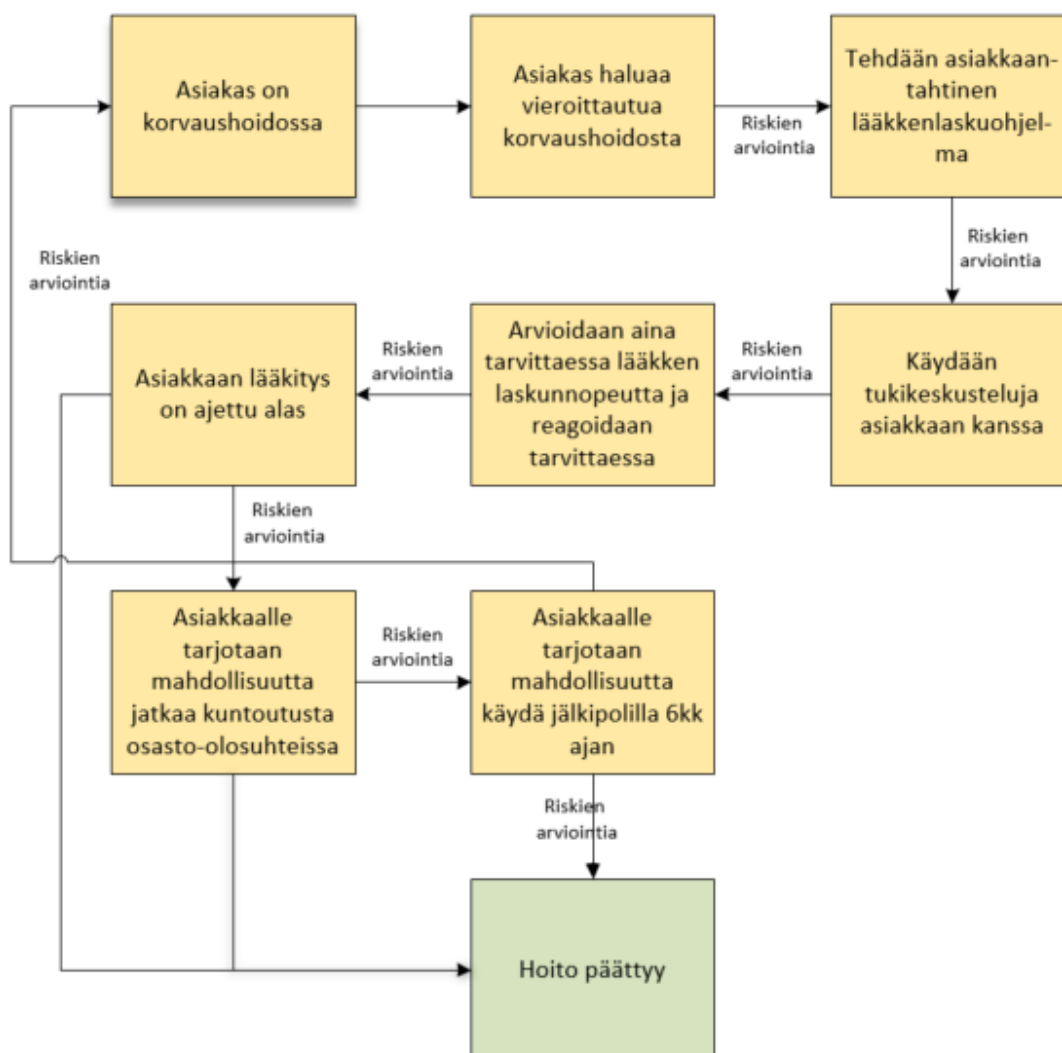 Asiakas on
korvaushoidossa
Asiakas haluaa
vieroittautua
korvaushoidosta
Riskien
arviointia
Tehdään asiakkaan-
tahtinen
lääkkenlaskuohjel-
ma
Riskien
arviointia
Riskien
arviointia
Asiakkaan lääkitys
on ajettu alas
Riskien
arviointia
Arvioidaan aina
tarvittaessa lääkken
laskunnopeutta ja
reagoidaan
tarvittaessa
Riskien
arviointia
Käydään
tukikeskusteluja
asiakkaan kanssa
Riskien
arviointia
Asiakkaalle
tarjotaan
mahdollisuutta
jatkaa kuntoutusta
osasto-olosuhteissa
Riskien
arviointia
Asiakkaalle
tarjotaan
mahdollisuutta
käydä jälkipolilla 6kk
ajan
Riskien
arviointia
Hoito päättyy